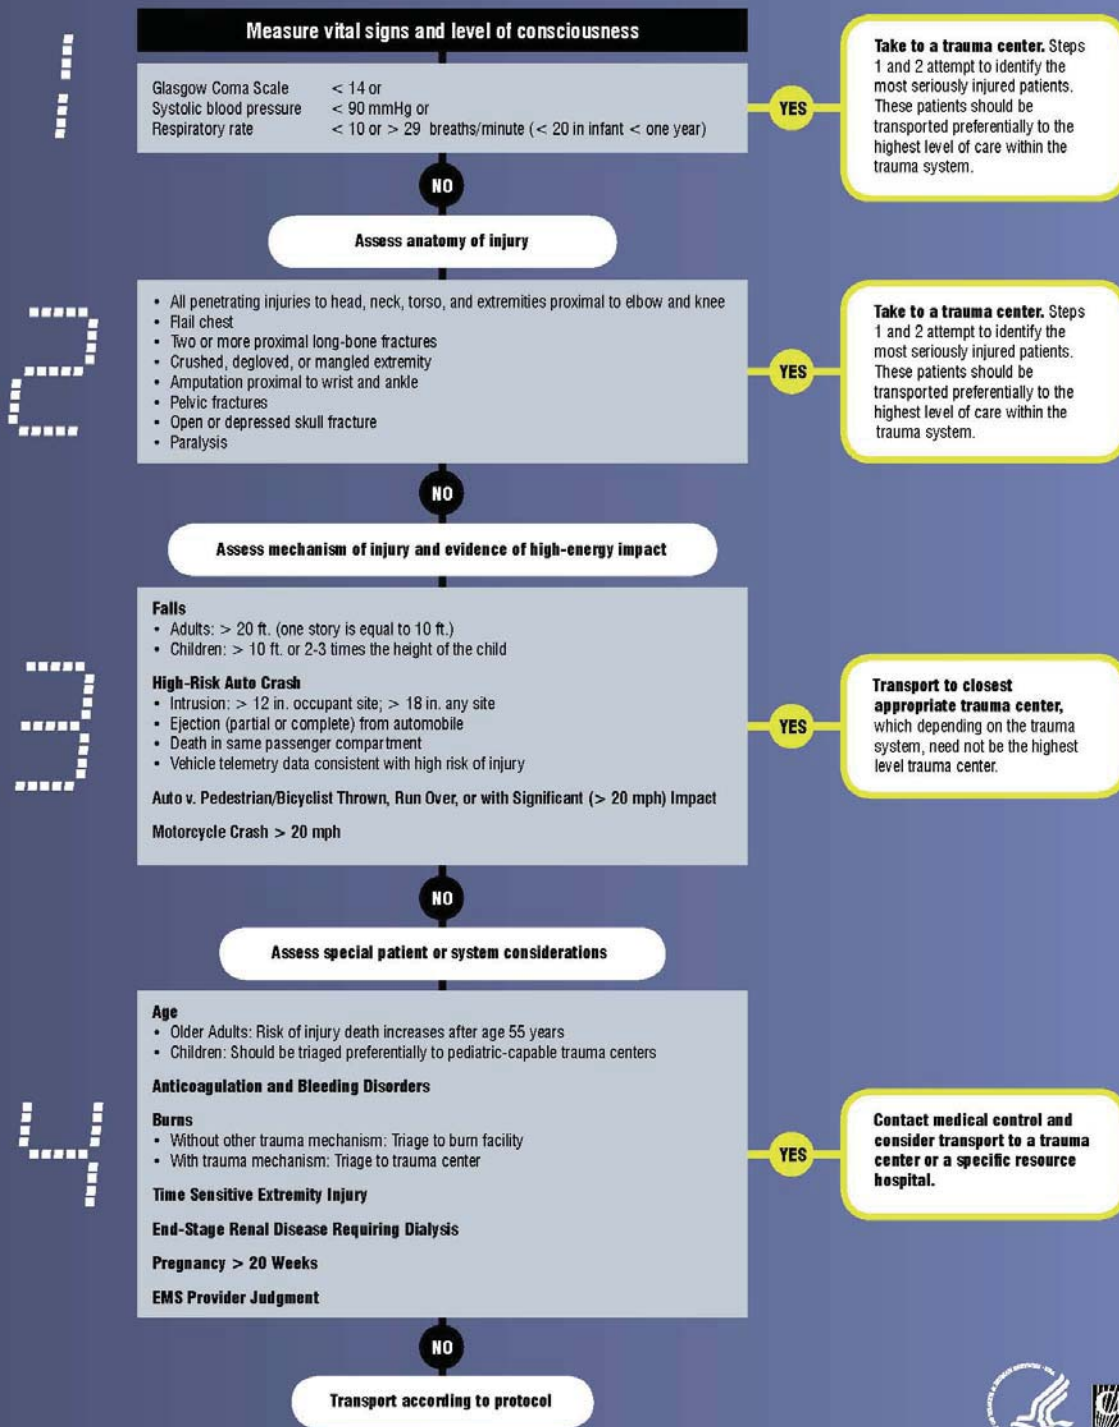 1
Measure vital signs and level of consciousness
Glasgow Coma Scale < 14 or
Systolic blood pressure < 90 mmHg or
Respiratory rate < 10 or > 29 breaths/minute (< 20 in infant < one year)
YES
Take to a trauma center. Steps
1 and 2 attempt to identify the
most seriously injured patients.
These patients should be
transported preferentially to the
highest level of care within the
trauma system.
NO
Assess anatomy of injury
2
• All penetrating injuries to head, neck, torso, and extremities proximal to elbow and knee
• Flail chest
• Two or more proximal long-bone fractures
• Crushed, degloved, or mangled extremity
• Amputation proximal to wrist and ankle
• Pelvic fractures
• Open or depressed skull fracture
• Paralysis
YES
Take to a trauma center. Steps
1 and 2 attempt to identify the
most seriously injured patients.
These patients should be
transported preferentially to the
highest level of care within the
trauma system.
NO
Assess mechanism of injury and evidence of high-energy impact
3
Falls
• Adults: > 20 ft. (one story is equal to 10 ft.)
• Children: > 10 ft. or 2-3 times the height of the child
High-Risk Auto Crash
• Intrusion: > 12 in. occupant site; > 18 in. any site
• Ejection (partial or complete) from automobile
• Death in same passenger compartment
• Vehicle telemetry data consistent with high risk of injury
Auto v. Pedestrian/Bicyclist Thrown, Run Over, or with Significant (> 20 mph) Impact
Motorcycle Crash > 20 mph
YES
Transport to closest
appropriate trauma center,
which depending on the trauma
system, need not be the highest
level trauma center.
NO
Assess special patient or system considerations
4
Age
• Older Adults: Risk of injury death increases after age 55 years
• Children: Should be triaged preferentially to pediatric-capable trauma centers
Anticoagulation and Bleeding Disorders
Burns
• Without other trauma mechanism: Triage to burn facility
• With trauma mechanism: Triage to trauma center
Time Sensitive Extremity Injury
End-Stage Renal Disease Requiring Dialysis
Pregnancy > 20 Weeks
EMS Provider Judgment
YES
Contact medical control and
consider transport to a trauma
center or a specific resource
hospital.
NO
Transport according to protocol